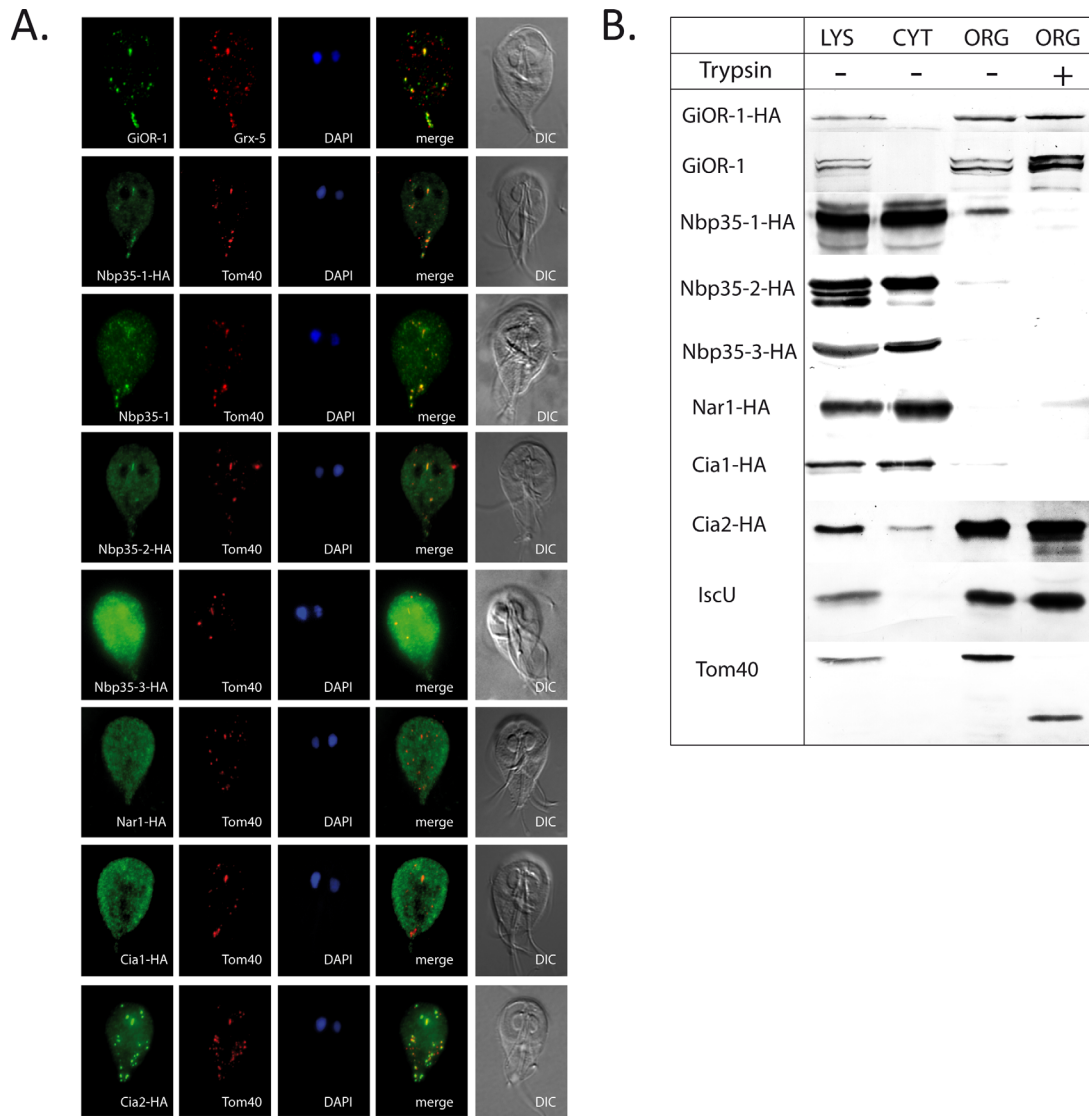 A.
GiOR-1 Grx-5 DAPI merge DIC
Nbp35-1-HA Tom40 DAPI merge DIC
Nbp35-1 Tom40 DAPI merge DIC
Nbp35-2-HA Tom40 DAPI merge DIC
Nbp35-3-HA Tom40 DAPI merge DIC
Nar1-HA Tom40 DAPI merge DIC
Cia1-HA Tom40 DAPI merge DIC
Cia2-HA Tom40 DAPI merge DIC
B.
LYS CYT ORG ORG
Trypsin - - - +
GiOR-1-HA
GiOR-1
Nbp35-1-HA
Nbp35-2-HA
Nbp35-3-HA
Nar1-HA
Cia1-HA
Cia2-HA
IscU
Tom40